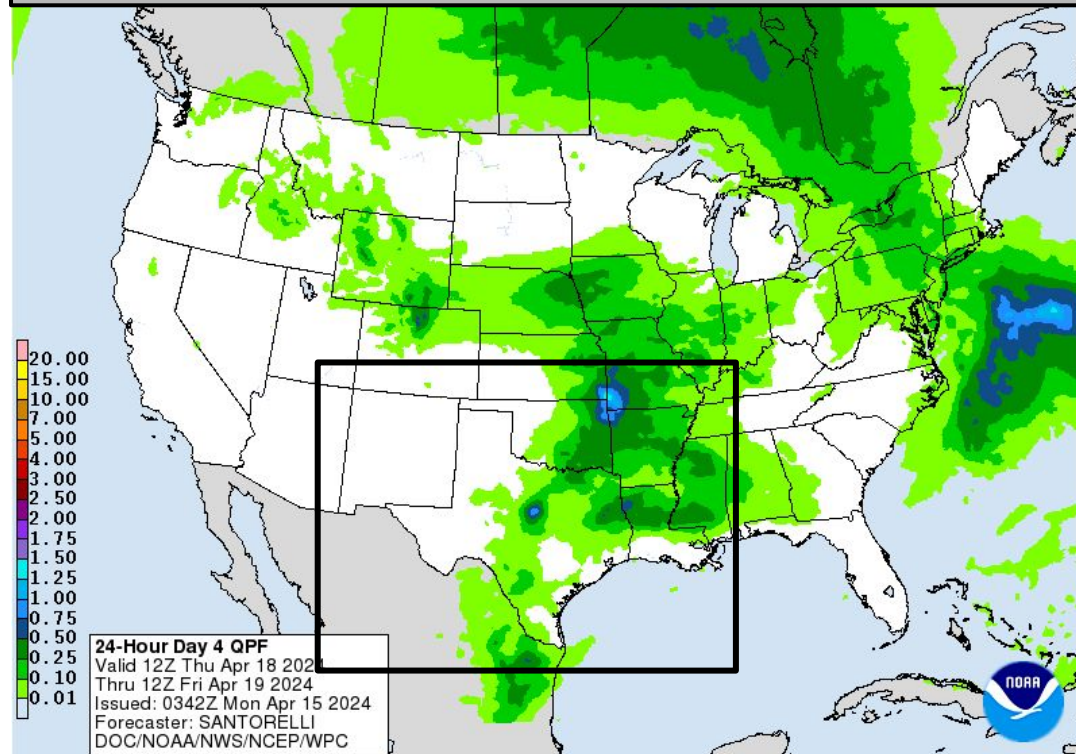 20.00
15.00
10.00
7.00
5.00
4.00
3.00
2.50
2.00
1.75
1.50
1.25
1.00
0.75
0.50
0.25
0.10
0.01
24-Hour Day 4 QPF
Valid 12Z Thu Apr 18 2024
Thru 12Z Fri Apr 19 2024
Issued: 0342Z Mon Apr 15 2024
Forecaster: SANTORELLI
DOC/NOAA/NWS/NCEP/WPC
NOAA